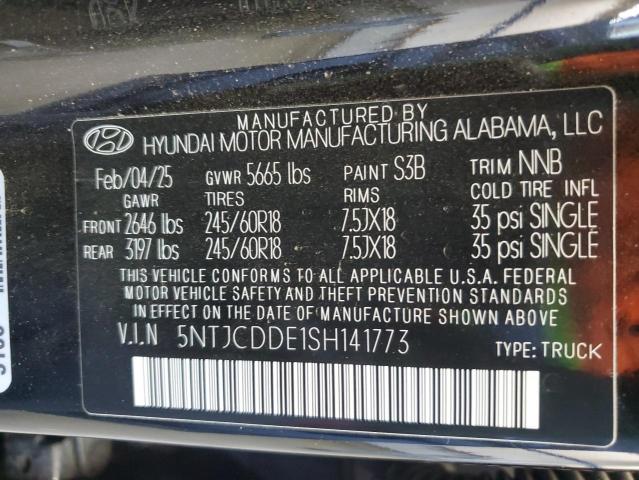 MANUFACTURED BY
HYUNDAI MOTOR MANUFACTURING ALABAMA, LLC
Feb/04/25 GVWR 5665 lbs PAINT S3B TRIM NNB
GAWR TIRES RIMS COLD TIRE INFL
FRONT 2646 lbs 245/60R18 7.5JX18 35 psi SINGLE
REAR 3197 lbs 245/60R18 7.5JX18 35 psi SINGLE
THIS VEHICLE CONFORMS TO ALL APPLICABLE U.S.A. FEDERAL
MOTOR VEHICLE SAFETY AND THEFT PREVENTION STANDARDS
IN EFFECT ON THE DATE OF MANUFACTURE SHOWN ABOVE.
V.I.N 5NTJCDDE1SH141773 TYPE: TRUCK